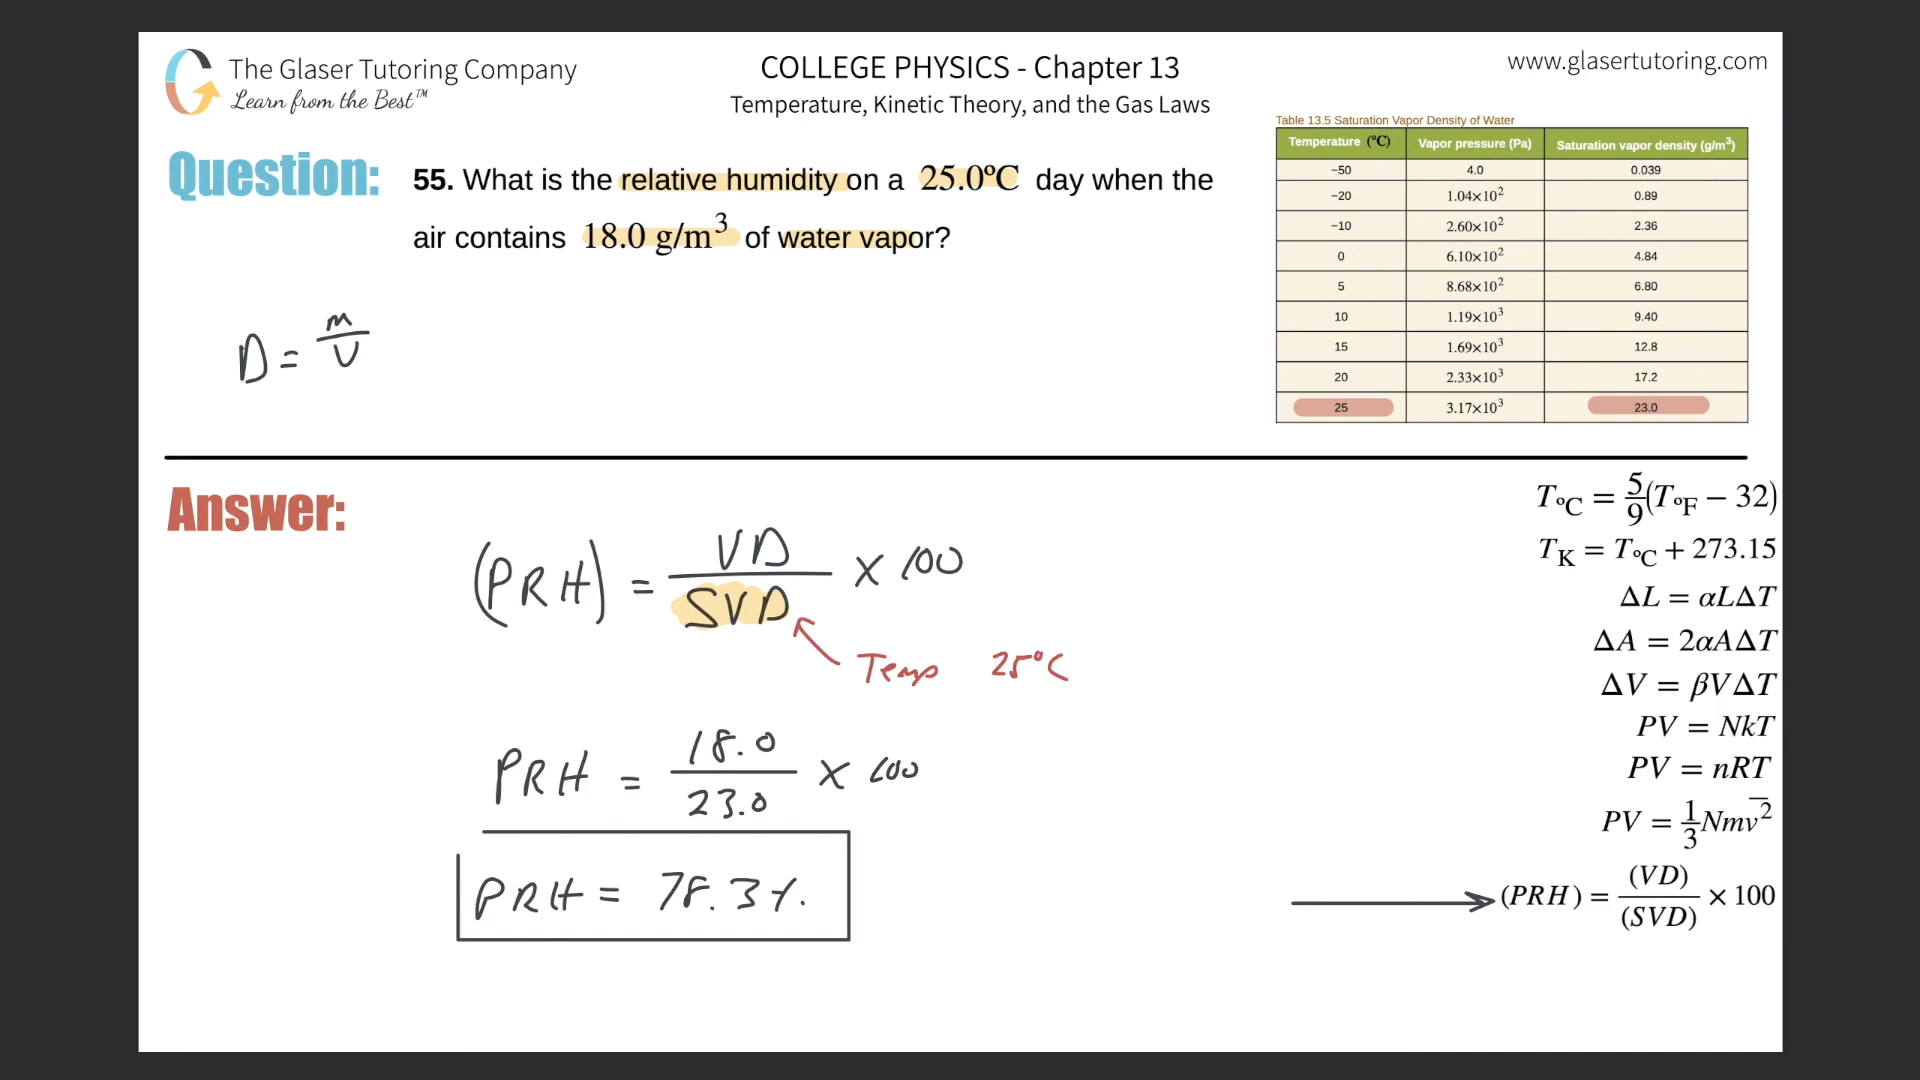 The Glaser Tutoring Company
Learn from the Best™
COLLEGE PHYSICS - Chapter 13
Temperature, Kinetic Theory, and the Gas Laws
www.glasertutoring.com
Question:
55. What is the relative humidity on a 25.0ºC day when the
air contains 18.0 g/m³ of water vapor?
D = m/V
Table 13.5 Saturation Vapor Density of Water
Temperature (ºC) Vapor pressure (Pa) Saturation vapor density (g/m³)
−50 4.0 0.039
−20 1.04×10² 0.89
−10 2.60×10² 2.36
0 6.10×10² 4.84
5 8.68×10² 6.80
10 1.19×10³ 9.40
15 1.69×10³ 12.8
20 2.33×10³ 17.2
25 3.17×10³ 23.0
Answer:
(PRH) = VD/SVD × 100
Temp 25°C
PRH = 18.0/23.0 × 100
PRH = 78.3%.
T_ºC = 5/9(T_ºF − 32)
T_K = T_ºC + 273.15
ΔL = αLΔT
ΔA = 2αAΔT
ΔV = βVΔT
PV = NkT
PV = nRT
PV = 1/3 Nmv̅²
(PRH) = (VD)/(SVD) × 100